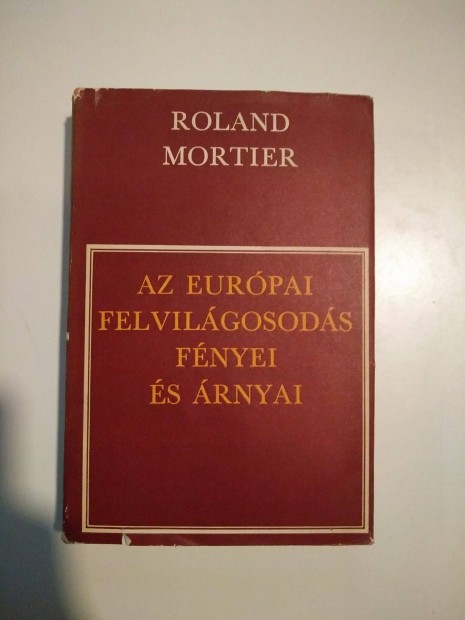 ROLAND
MORTIER
AZ EURÓPAI
FELVILÁGOSODÁS
FÉNYEI
ÉS ÁRNYAI